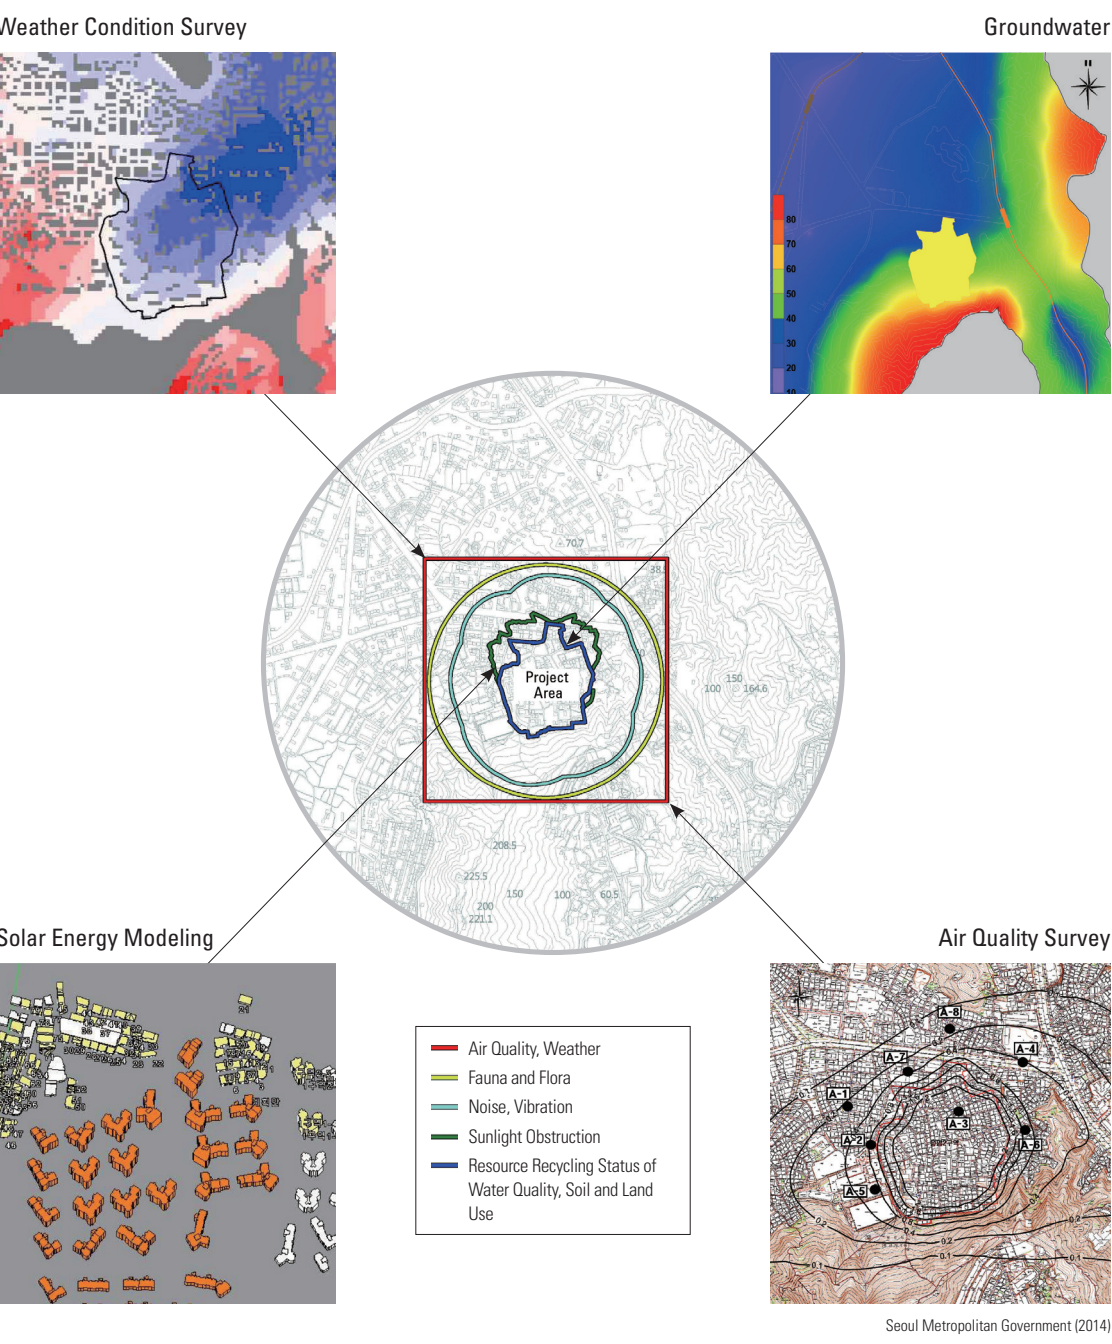 Weather Condition Survey
Groundwater
80
70
60
50
40
30
20
10
70.7
38.
Project
Area
150
100
164.6
208.5
225.5
150
100
60.5
200
221.1
Solar Energy Modeling
Air Quality Survey
21
Air Quality, Weather
Fauna and Flora
Noise, Vibration
Sunlight Obstruction
Resource Recycling Status of
Water Quality, Soil and Land
Use
A-8
A-4
A-7
A-1
A-3
A-2
A-6
A-5
0.2
0.2
0.1
0.1
Seoul Metropolitan Government (2014)